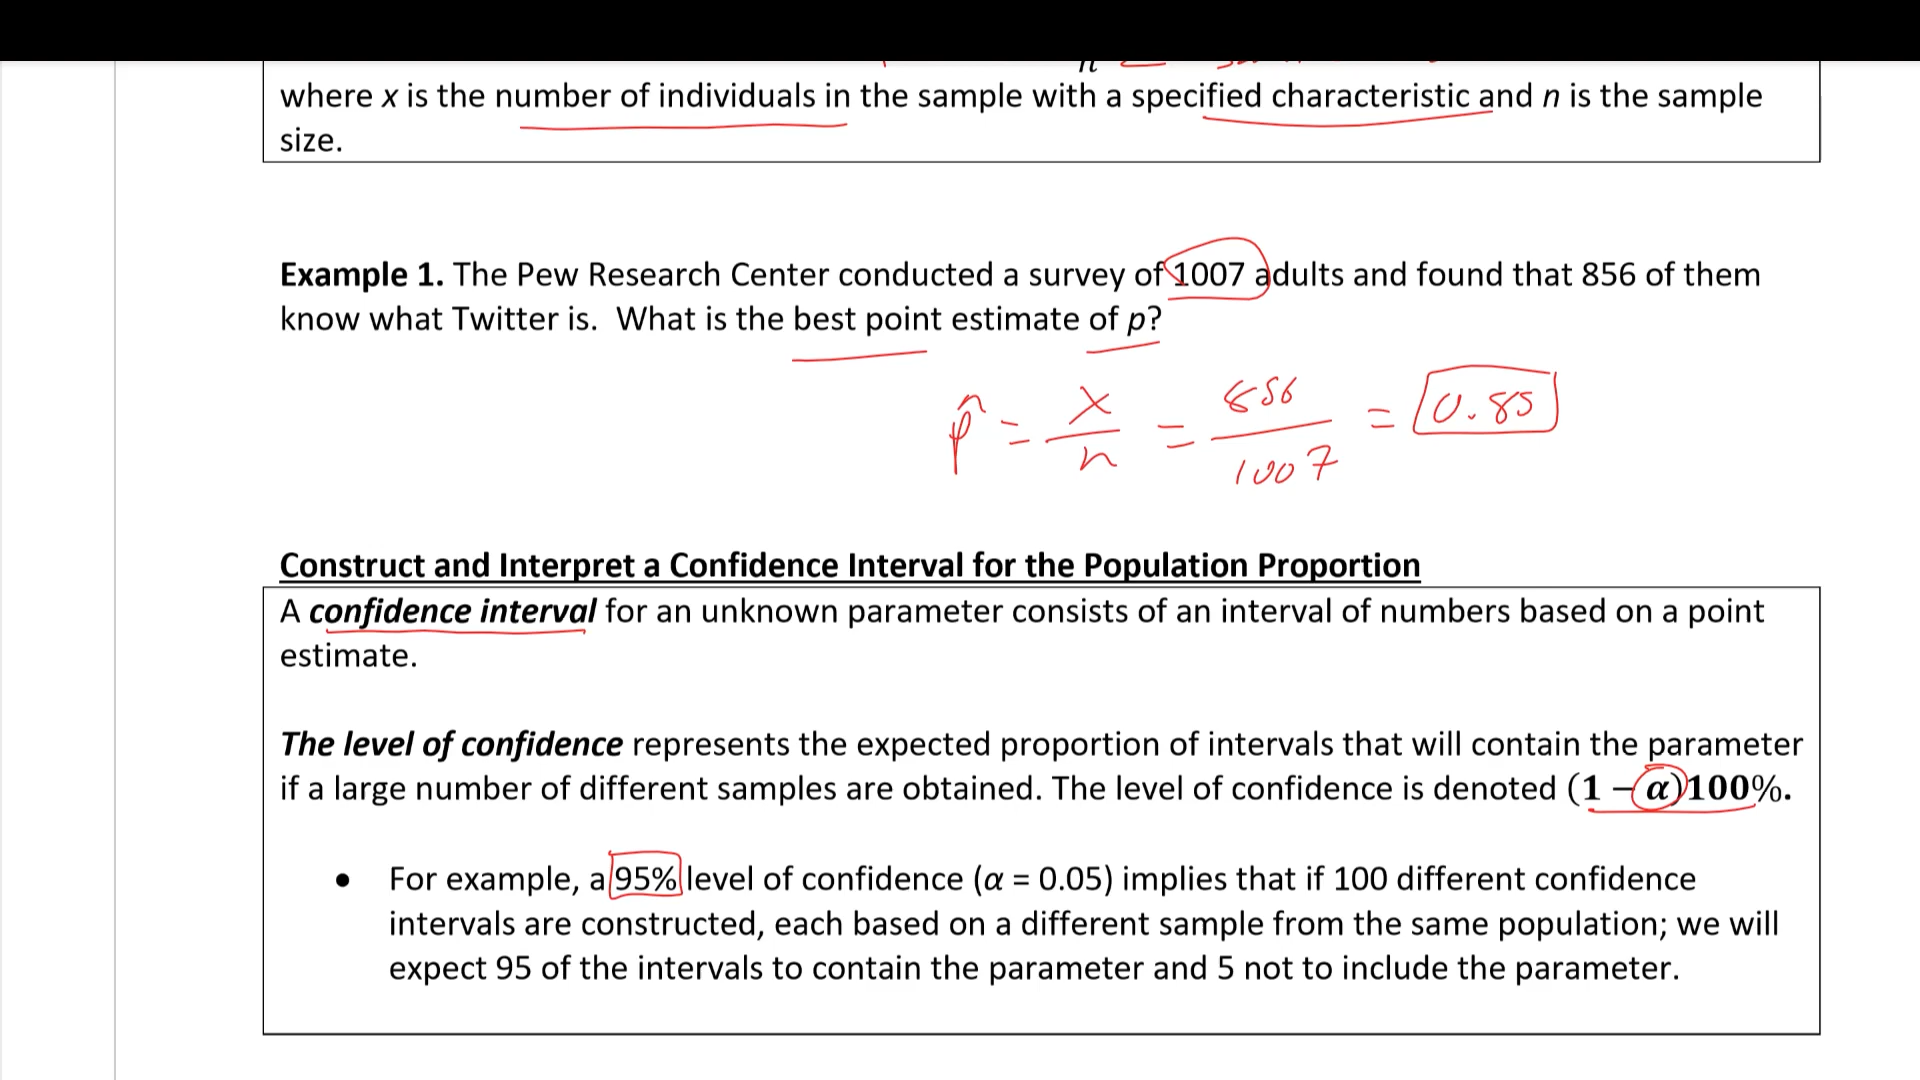 n
where x is the number of individuals in the sample with a specified characteristic and n is the sample
size.
Example 1. The Pew Research Center conducted a survey of 1007 adults and found that 856 of them
know what Twitter is. What is the best point estimate of p?
p̂ = x/n = 856/1007 = 0.85
Construct and Interpret a Confidence Interval for the Population Proportion
A confidence interval for an unknown parameter consists of an interval of numbers based on a point
estimate.
The level of confidence represents the expected proportion of intervals that will contain the parameter
if a large number of different samples are obtained. The level of confidence is denoted (1 − α)100%.
• For example, a 95% level of confidence (α = 0.05) implies that if 100 different confidence
intervals are constructed, each based on a different sample from the same population; we will
expect 95 of the intervals to contain the parameter and 5 not to include the parameter.